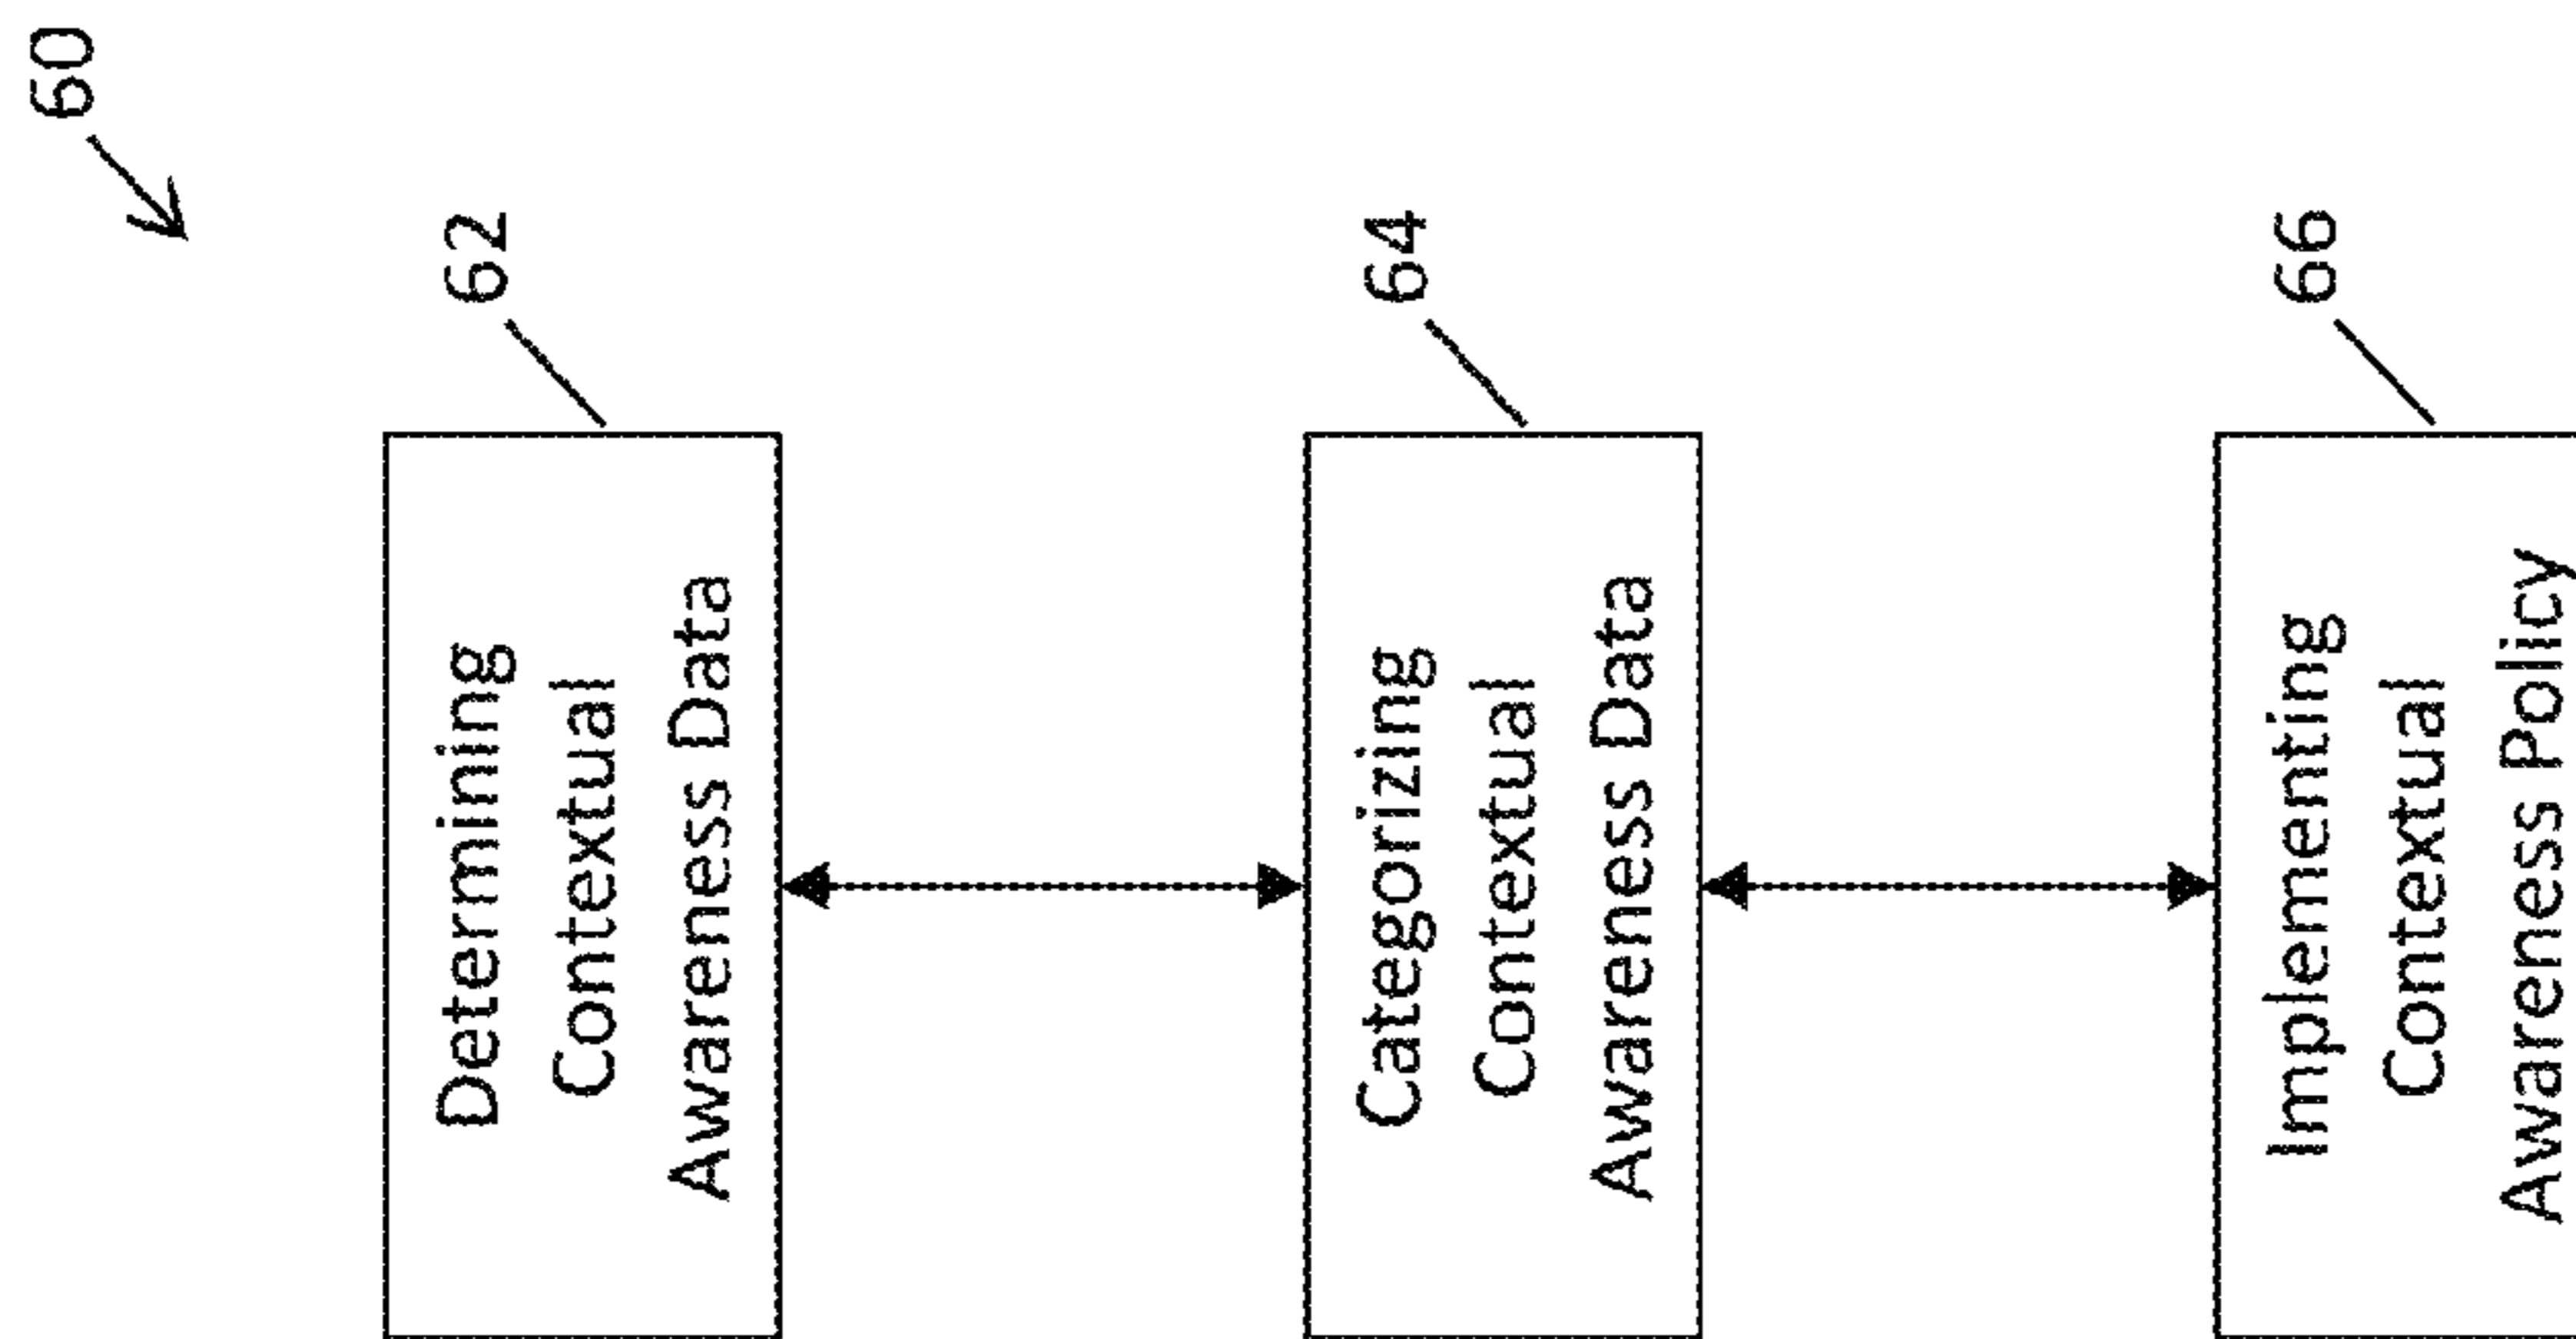 60
62
Determining
Contextual
Awareness Data
64
Categorizing
Contextual
Awareness Data
66
Implementing
Contextual
Awareness Policy